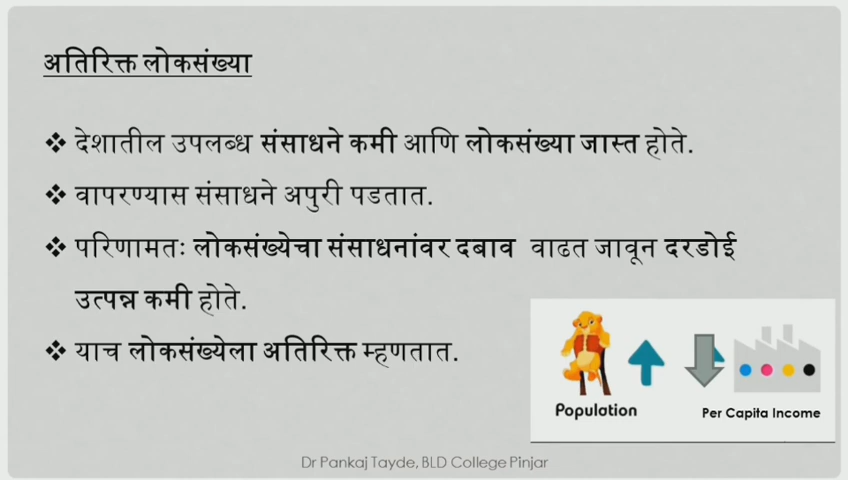 अतिरिक्त लोकसंख्या
❖ देशातील उपलब्ध संसाधने कमी आणि लोकसंख्या जास्त होते.
❖ वापरण्यास संसाधने अपुरी पडतात.
❖ परिणामतः लोकसंख्येचा संसाधनांवर दबाव वाढत जावून दरडोई
उत्पन्न कमी होते.
❖ याच लोकसंख्येला अतिरिक्त म्हणतात.
Population
Per Capita Income
Dr Pankaj Tayde, BLD College Pinjar